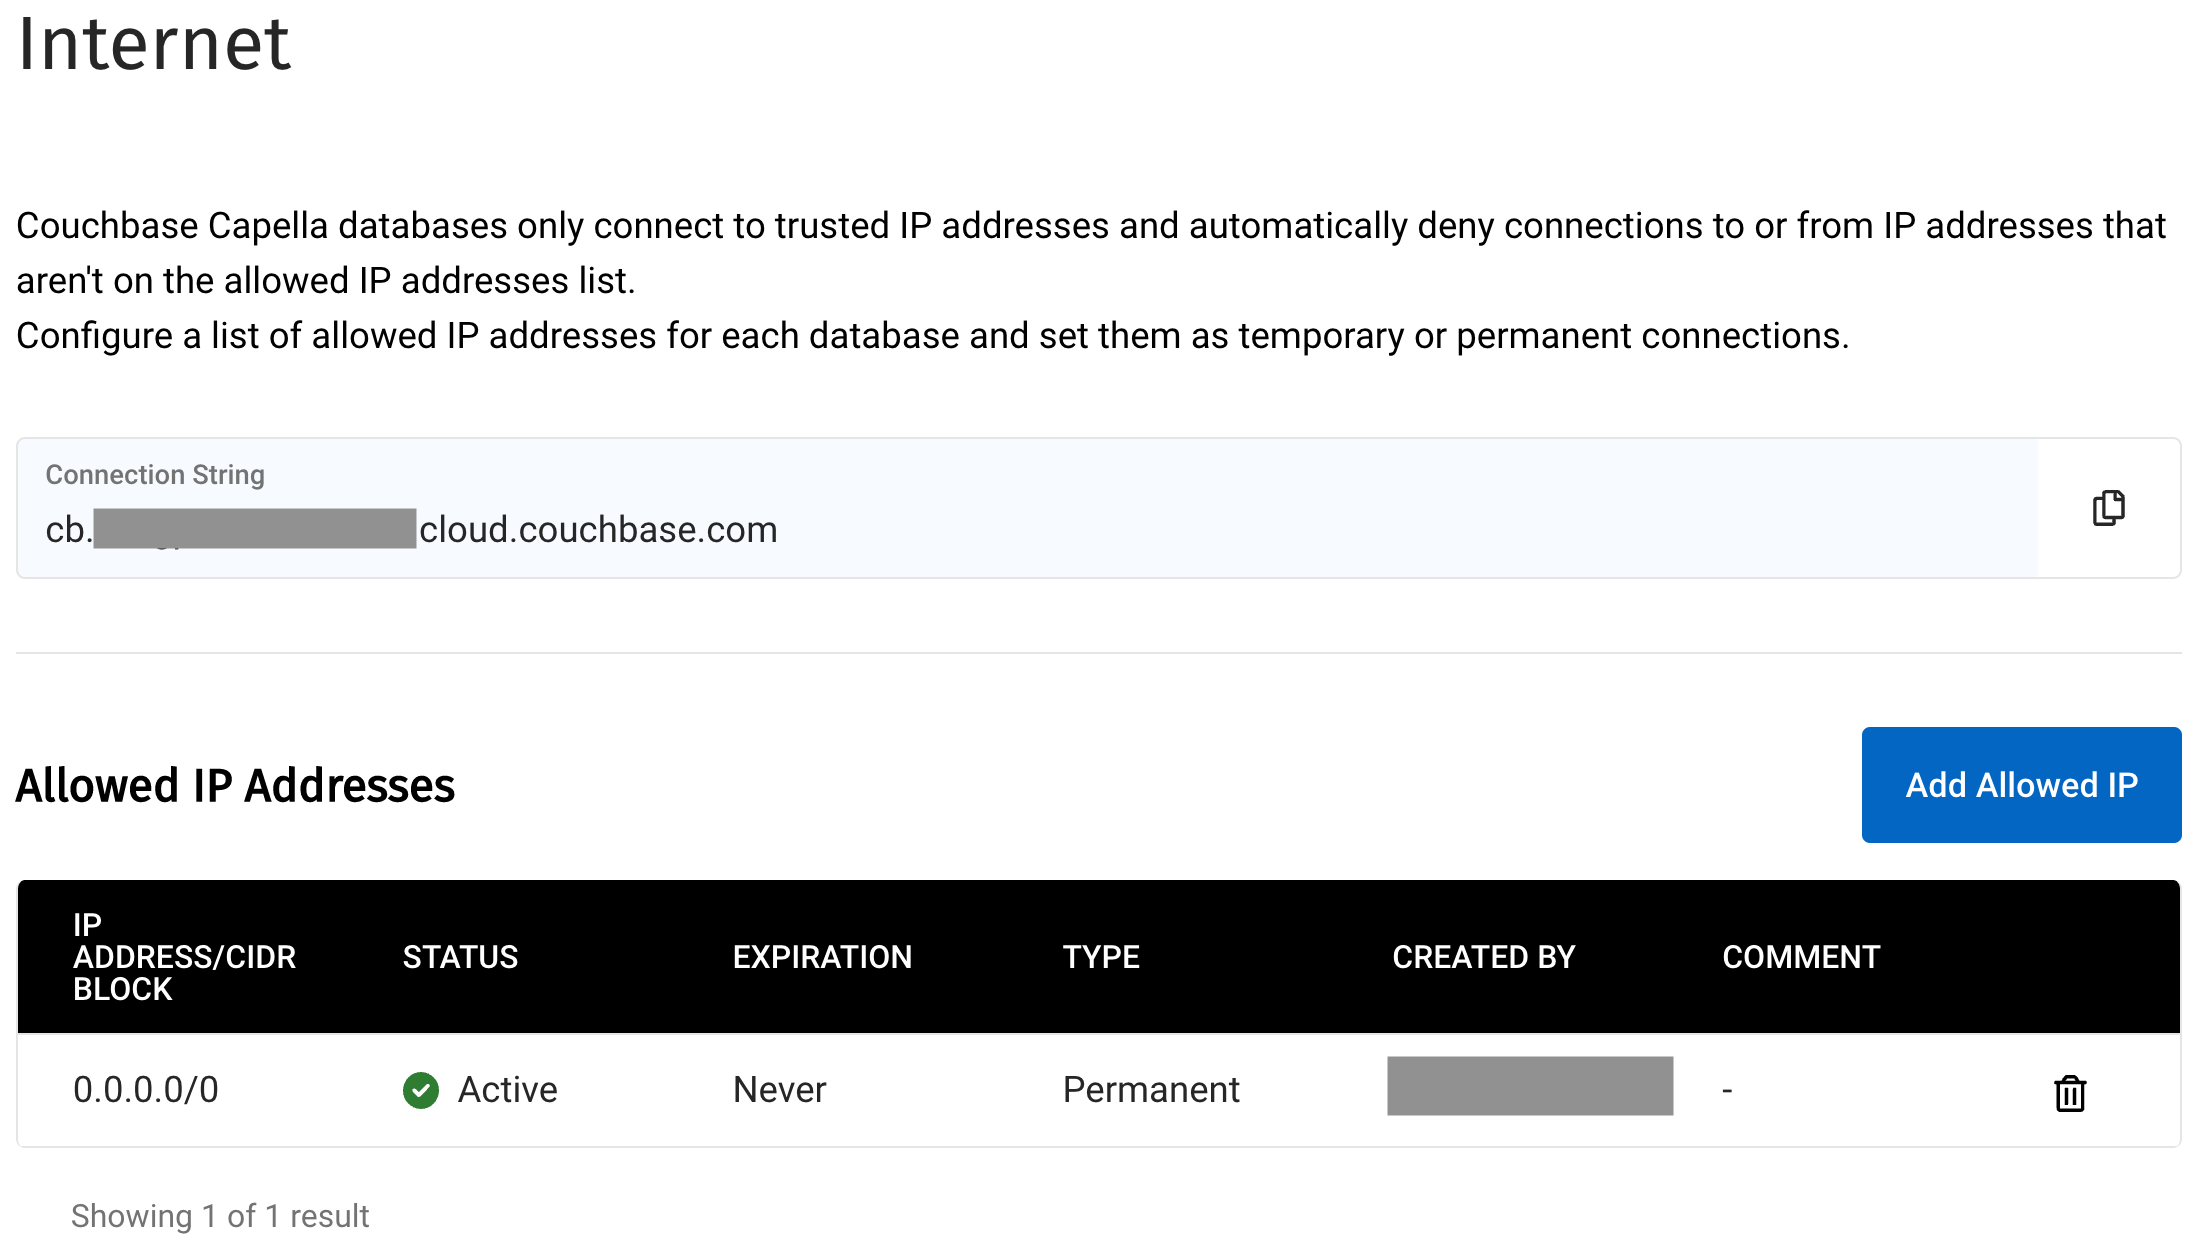 Internet
Couchbase Capella databases only connect to trusted IP addresses and automatically deny connections to or from IP addresses that
aren't on the allowed IP addresses list.
Configure a list of allowed IP addresses for each database and set them as temporary or permanent connections.
Connection String
cb. cloud.couchbase.com
Allowed IP Addresses
Add Allowed IP
IP
ADDRESS/CIDR
BLOCK
STATUS
EXPIRATION
TYPE
CREATED BY
COMMENT
0.0.0.0/0
Active
Never
Permanent
-
Showing 1 of 1 result